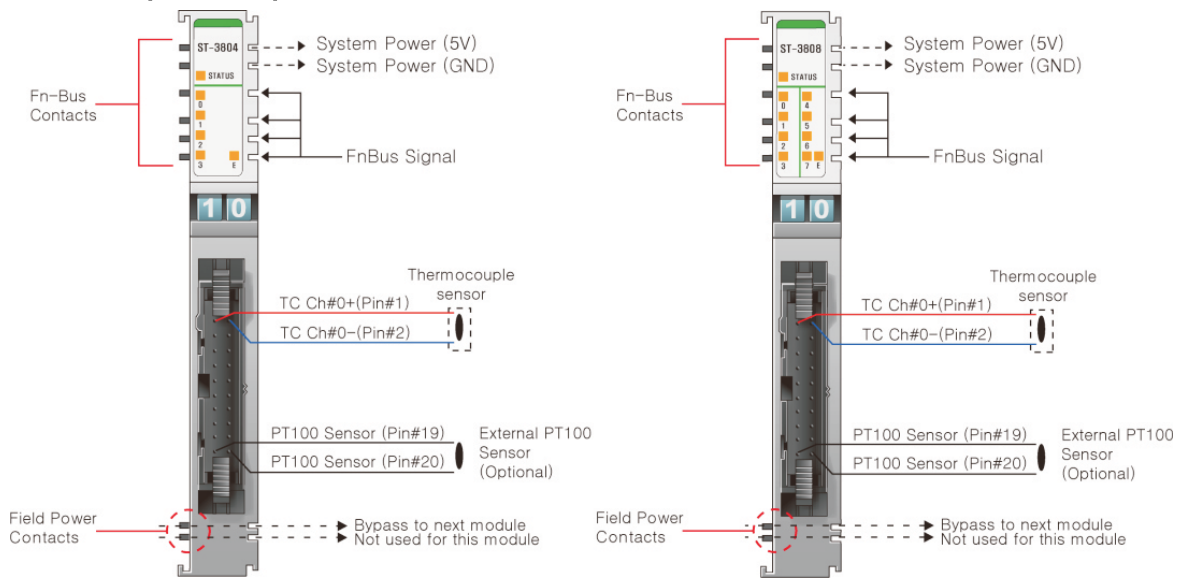 ST-3804
System Power (5V)
System Power (GND)
STATUS
Fn-Bus
Contacts
0
1
2
3
E
FnBus Signal
10
Thermocouple
sensor
TC Ch#0+(Pin#1)
TC Ch#0-(Pin#2)
PT100 Sensor (Pin#19)
PT100 Sensor (Pin#20)
External PT100
Sensor
(Optional)
Field Power
Contacts
Bypass to next module
Not used for this module
ST-3808
System Power (5V)
System Power (GND)
STATUS
Fn-Bus
Contacts
0 4
1 5
2 6
3 7 E
FnBus Signal
10
Thermocouple
sensor
TC Ch#0+(Pin#1)
TC Ch#0-(Pin#2)
PT100 Sensor (Pin#19)
PT100 Sensor (Pin#20)
External PT100
Sensor
(Optional)
Field Power
Contacts
Bypass to next module
Not used for this module